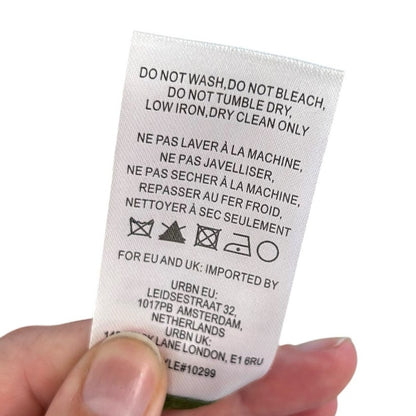 DO NOT WASH,DO NOT BLEACH,
DO NOT TUMBLE DRY,
LOW IRON,DRY CLEAN ONLY
NE PAS LAVER À LA MACHINE,
NE PAS JAVELLISER,
NE PAS SECHER À LA MACHINE,
REPASSER AU FER FROID,
NETTOYER À SEC SEULEMENT
FOR EU AND UK: IMPORTED BY
URBN EU:
LEIDSESTRAAT 32,
1017PB AMSTERDAM,
NETHERLANDS
URBN UK:
LANE LONDON, E1 6RU
#10299